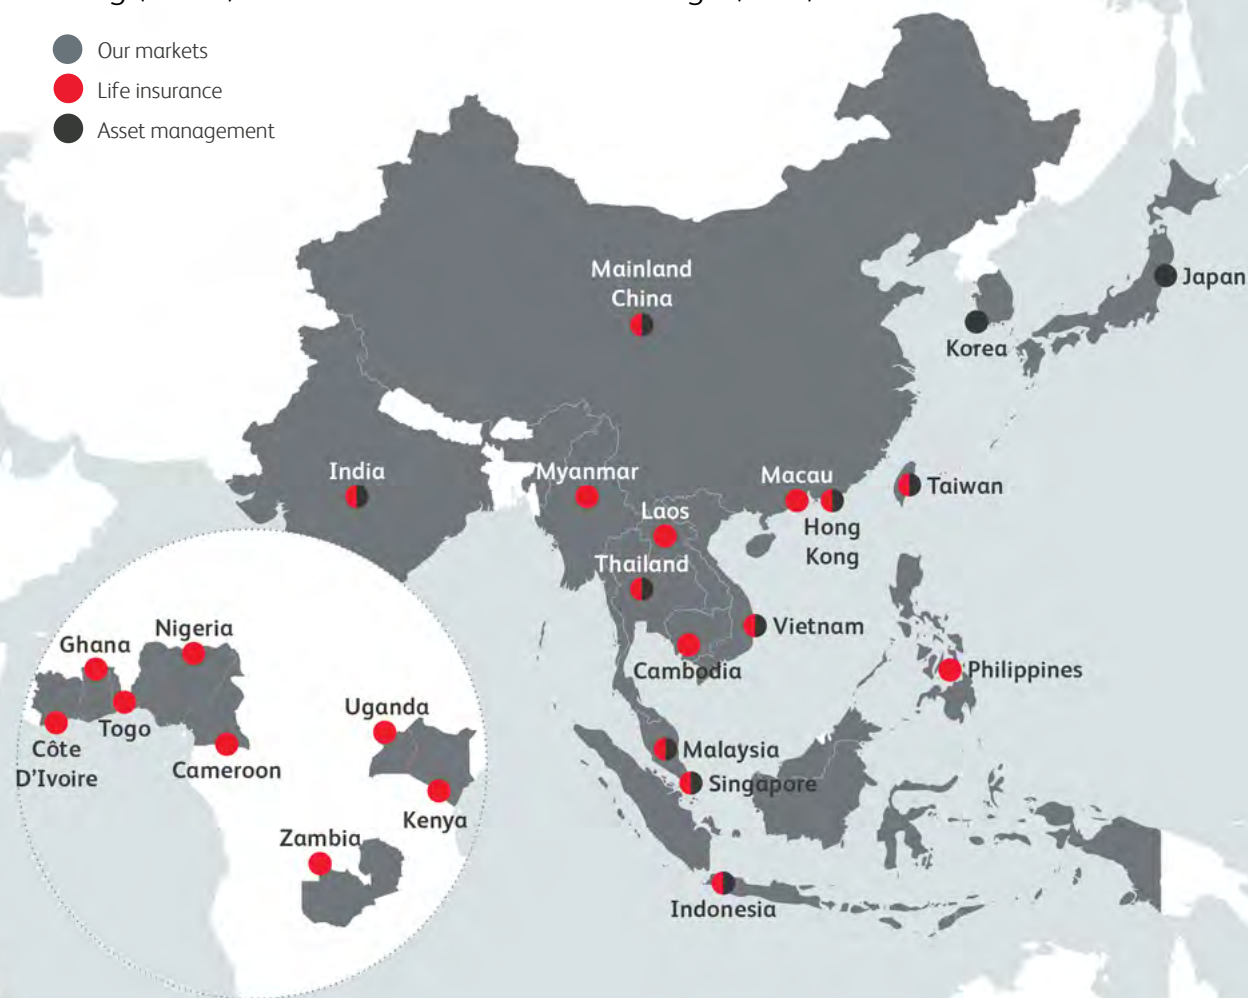 Our markets
Life insurance
Asset management
Mainland
China
Japan
Korea
India
Myanmar
Macau
Taiwan
Laos
Hong
Kong
Thailand
Vietnam
Cambodia
Philippines
Nigeria
Ghana
Togo
Côte
D'Ivoire
Cameroon
Uganda
Kenya
Zambia
Malaysia
Singapore
Indonesia